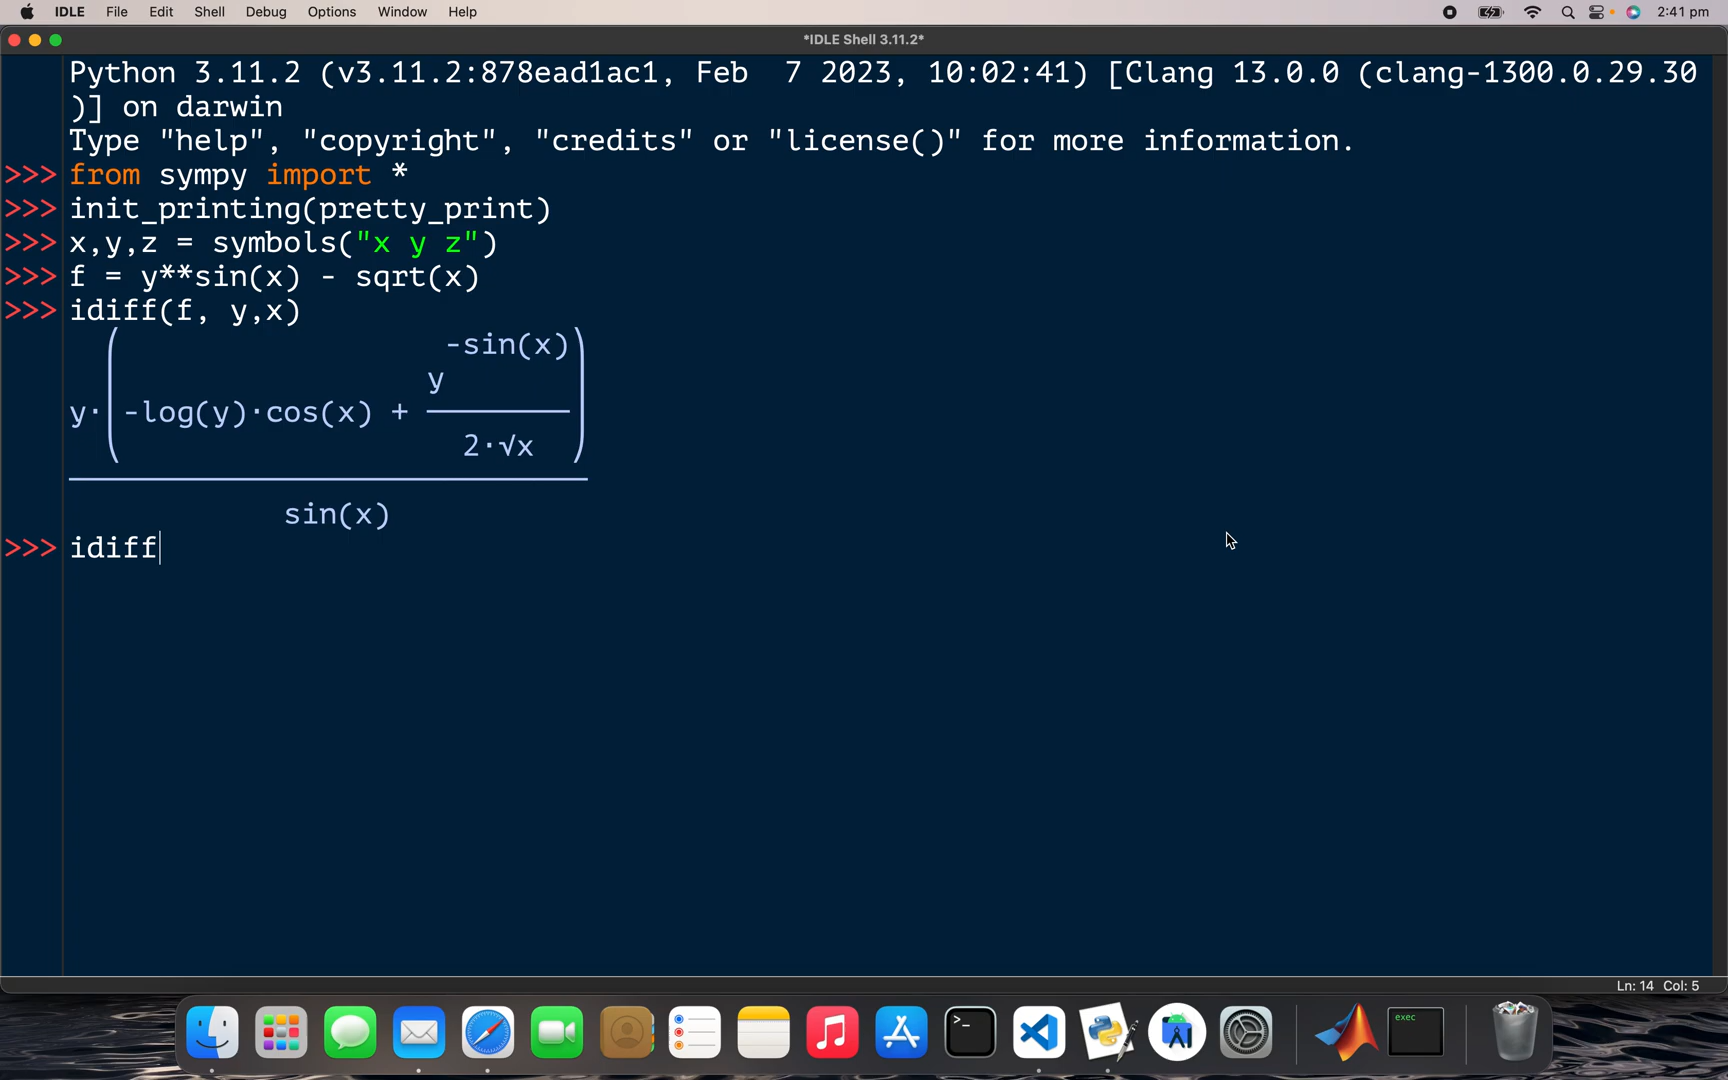 IDLE File Edit Shell Debug Options Window Help 2:41 pm
*IDLE Shell 3.11.2*
Python 3.11.2 (v3.11.2:878ead1ac1, Feb  7 2023, 10:02:41) [Clang 13.0.0 (clang-1300.0.29.30
)] on darwin
Type "help", "copyright", "credits" or "license()" for more information.
>>> from sympy import *
>>> init_printing(pretty_print)
>>> x,y,z = symbols("x y z")
>>> f = y**sin(x) - sqrt(x)
>>> idiff(f, y,x)
-sin(x)
y
y·(-log(y)·cos(x) + ───)
2·√x
sin(x)
>>> idiff
Ln: 14 Col: 5
>_
exec